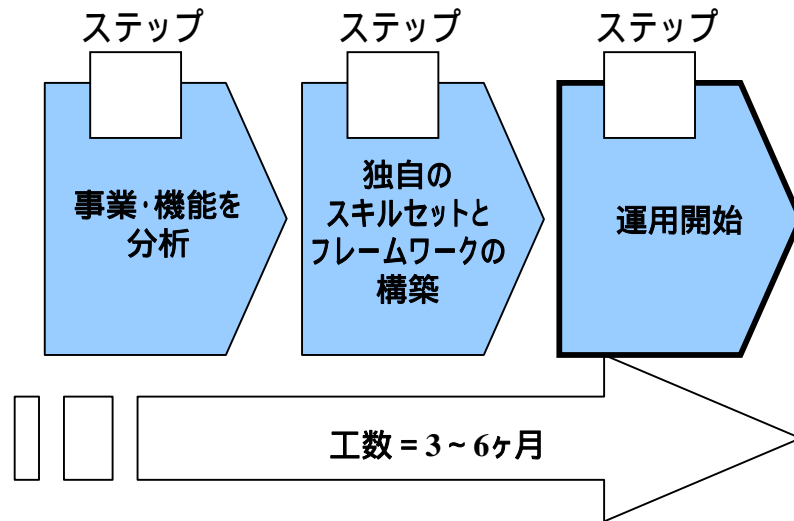 ステップ
ステップ
ステップ
事業・機能を
分析
独自の
スキルセットと
フレームワークの
構築
運用開始
工数 = 3 ~ 6ヶ月